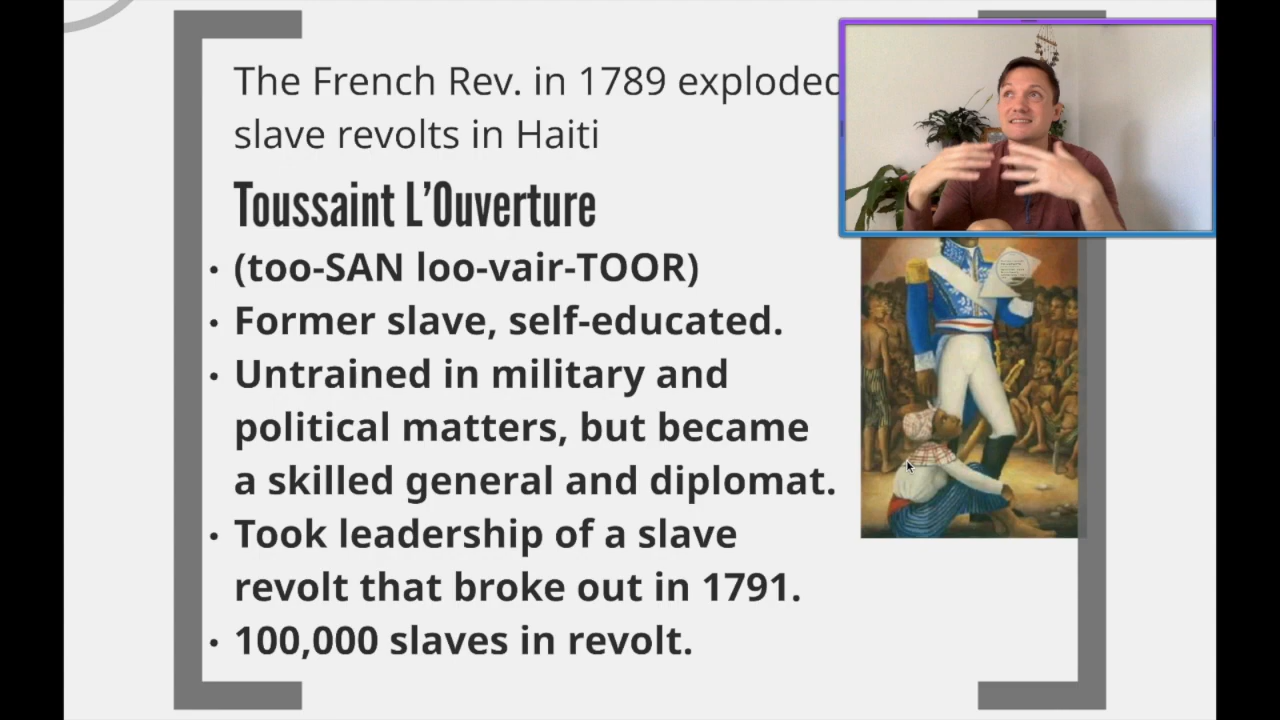 The French Rev. in 1789 exploded
slave revolts in Haiti
Toussaint L’Ouverture
• (too-SAN loo-vair-TOOR)
• Former slave, self-educated.
• Untrained in military and
political matters, but became
a skilled general and diplomat.
• Took leadership of a slave
revolt that broke out in 1791.
• 100,000 slaves in revolt.